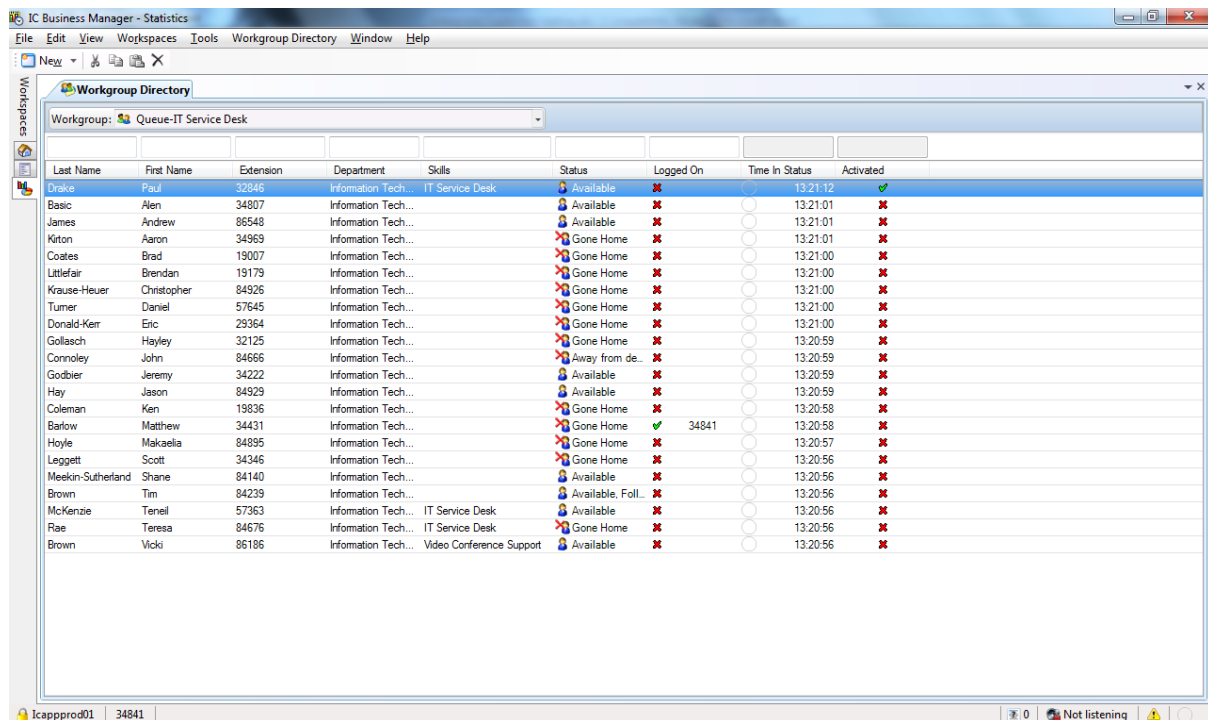 IC Business Manager - Statistics
File Edit View Workspaces Tools Workgroup Directory Window Help
New
Workspaces
Workgroup Directory
Workgroup: Queue-IT Service Desk
Last Name First Name Extension Department Skills Status Logged On Time In Status Activated
Drake Paul 32846 Information Tech... IT Service Desk Available 13:21:12
Basic Alen 34807 Information Tech... Available 13:21:01
James Andrew 86548 Information Tech... Available 13:21:01
Kirton Aaron 34969 Information Tech... Gone Home 13:21:01
Coates Brad 19007 Information Tech... Gone Home 13:21:00
Littlefair Brendan 19179 Information Tech... Gone Home 13:21:00
Krause-Heuer Christopher 84926 Information Tech... Gone Home 13:21:00
Turner Daniel 57645 Information Tech... Gone Home 13:21:00
Donald-Kerr Eric 29364 Information Tech... Gone Home 13:21:00
Gollasch Hayley 32125 Information Tech... Gone Home 13:20:59
Connoley John 84666 Information Tech... Away from de... 13:20:59
Godbier Jeremy 34222 Information Tech... Available 13:20:59
Hay Jason 84929 Information Tech... Available 13:20:59
Coleman Ken 19836 Information Tech... Gone Home 13:20:58
Barlow Matthew 34431 Information Tech... Gone Home 34841 13:20:58
Hoyle Makaelia 84895 Information Tech... Gone Home 13:20:57
Leggett Scott 34346 Information Tech... Gone Home 13:20:56
Meekin-Sutherland Shane 84140 Information Tech... Available 13:20:56
Brown Tim 84239 Information Tech... Available, Foll... 13:20:56
McKenzie Teneil 57363 Information Tech... IT Service Desk Available 13:20:56
Rae Teresa 84676 Information Tech... IT Service Desk Gone Home 13:20:56
Brown Vicki 86186 Information Tech... Video Conference Support Available 13:20:56
Icappprod01 34841 0 Not listening